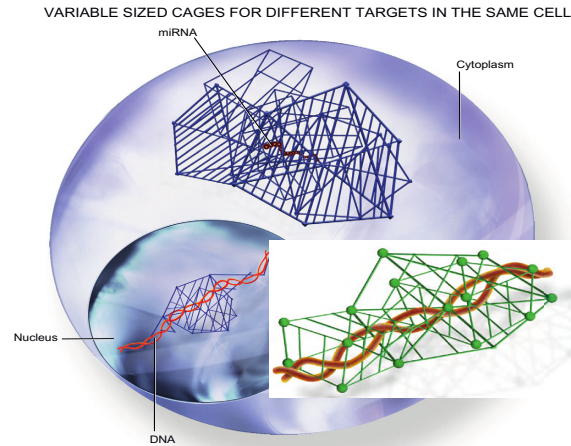 VARIABLE SIZED CAGES FOR DIFFERENT TARGETS IN THE SAME CELL
miRNA
Cytoplasm
Nucleus
DNA